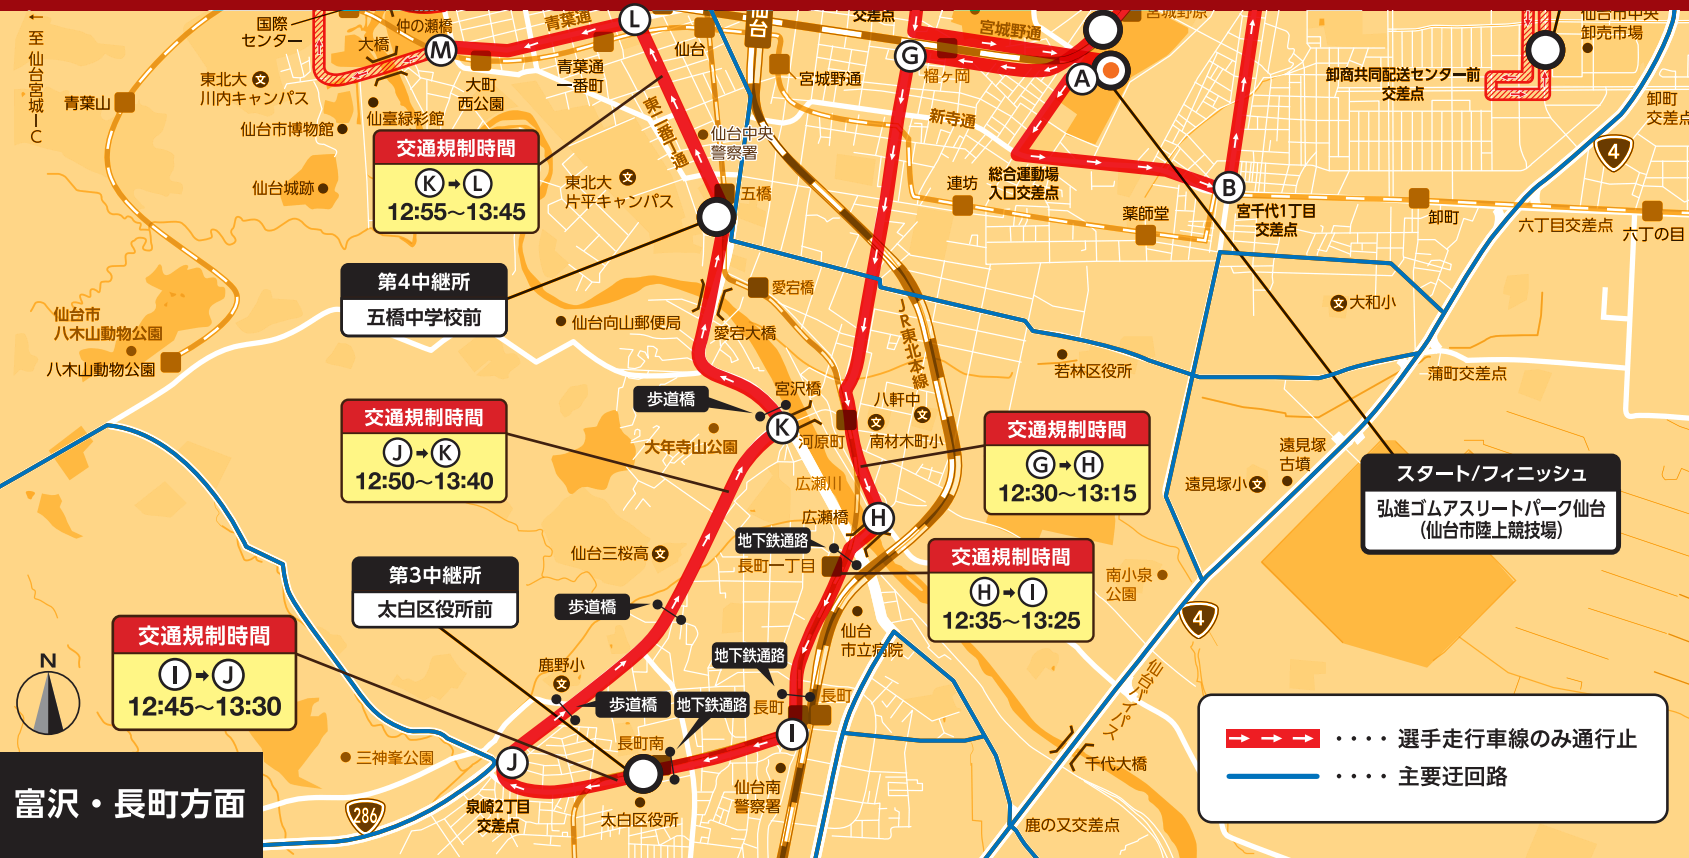 ↑至仙台宮城IC
国際
センター
大橋
仲の瀬橋
M
青葉通
L
大町
西公園
青葉通
一番町
仙台
仙台
宮城野通
交差点
宮城野通
宮城野原
G
榴ヶ岡
A
新寺通
仙台市中央
卸売市場
卸商共同配送センター前
交差点
卸町
交差点
4
東北大
川内キャンパス
青葉山
仙台市博物館
仙臺緑彩館
仙台城跡
交通規制時間
K→L
12:55〜13:45
東二番丁通
仙台中央
警察署
東北大
片平キャンパス
五橋
連坊
総合運動場
入口交差点
薬師堂
B
宮千代1丁目
交差点
卸町
六丁目交差点
六丁の目
第4中継所
五橋中学校前
愛宕橋
愛宕大橋
仙台向山郵便局
仙台市
八木山動物公園
八木山動物公園
JR東北本線
大和小
若林区役所
蒲町交差点
歩道橋
宮沢橋
K
大年寺山公園
河原町
八軒中
南材木町小
広瀬川
広瀬橋
H
交通規制時間
J→K
12:50〜13:40
交通規制時間
G→H
12:30〜13:15
遠見塚
古墳
遠見塚小
スタート/フィニッシュ
弘進ゴムアスリートパーク仙台
（仙台市陸上競技場）
仙台三桜高
地下鉄通路
長町一丁目
交通規制時間
H→I
12:35〜13:25
南小泉
公園
4
第3中継所
太白区役所前
歩道橋
仙台
市立病院
地下鉄通路
交通規制時間
I→J
12:45〜13:30
鹿野小
歩道橋
地下鉄通路
長町
長町
I
長町南
J
仙台バイパス
千代大橋
N
三神峯公園
286
泉崎2丁目
交差点
太白区役所
仙台南
警察署
鹿の又交差点
富沢・長町方面
‥‥選手走行車線のみ通行止
‥‥主要迂回路